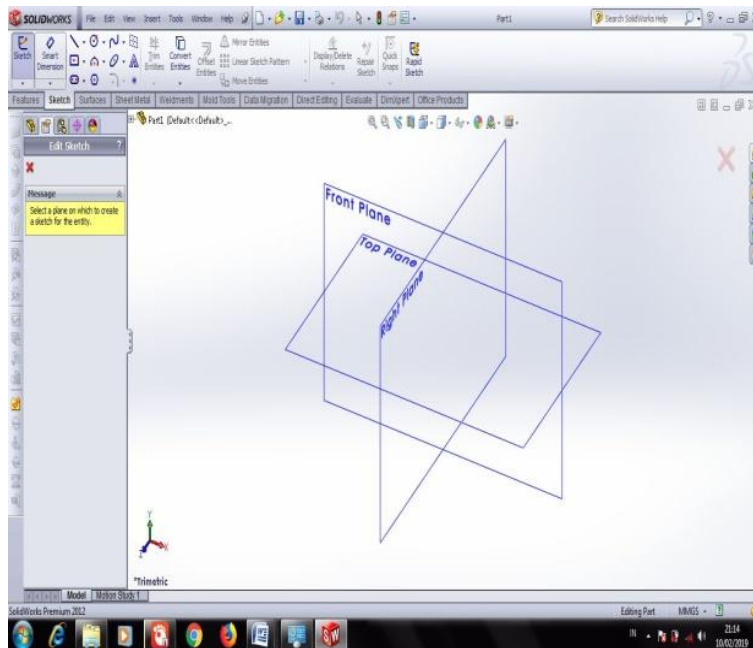 SOLIDWORKS File Edit View Insert Tools Window Help Part1 Search SolidWorks Help
Sketch Smart Dimension Trim Entities Convert Entities Offset Entities Mirror Entities Linear Sketch Pattern Move Entities Display/Delete Relations Repair Sketch Quick Snaps Rapid Sketch
Features Sketch Surfaces Sheet Metal Weldments Mold Tools Data Migration Direct Editing Evaluate DimXpert Office Products
Part1 (Default<<Default>_...
Edit Sketch ?
Message
Select a plane on which to create
a sketch for the entity.
Front Plane
Top Plane
Right Plane
Y
X
Z
*Trimetric
Model Motion Study 1
SolidWorks Premium 2012 Editing Part MMGS
IN 21:14
10/02/2019